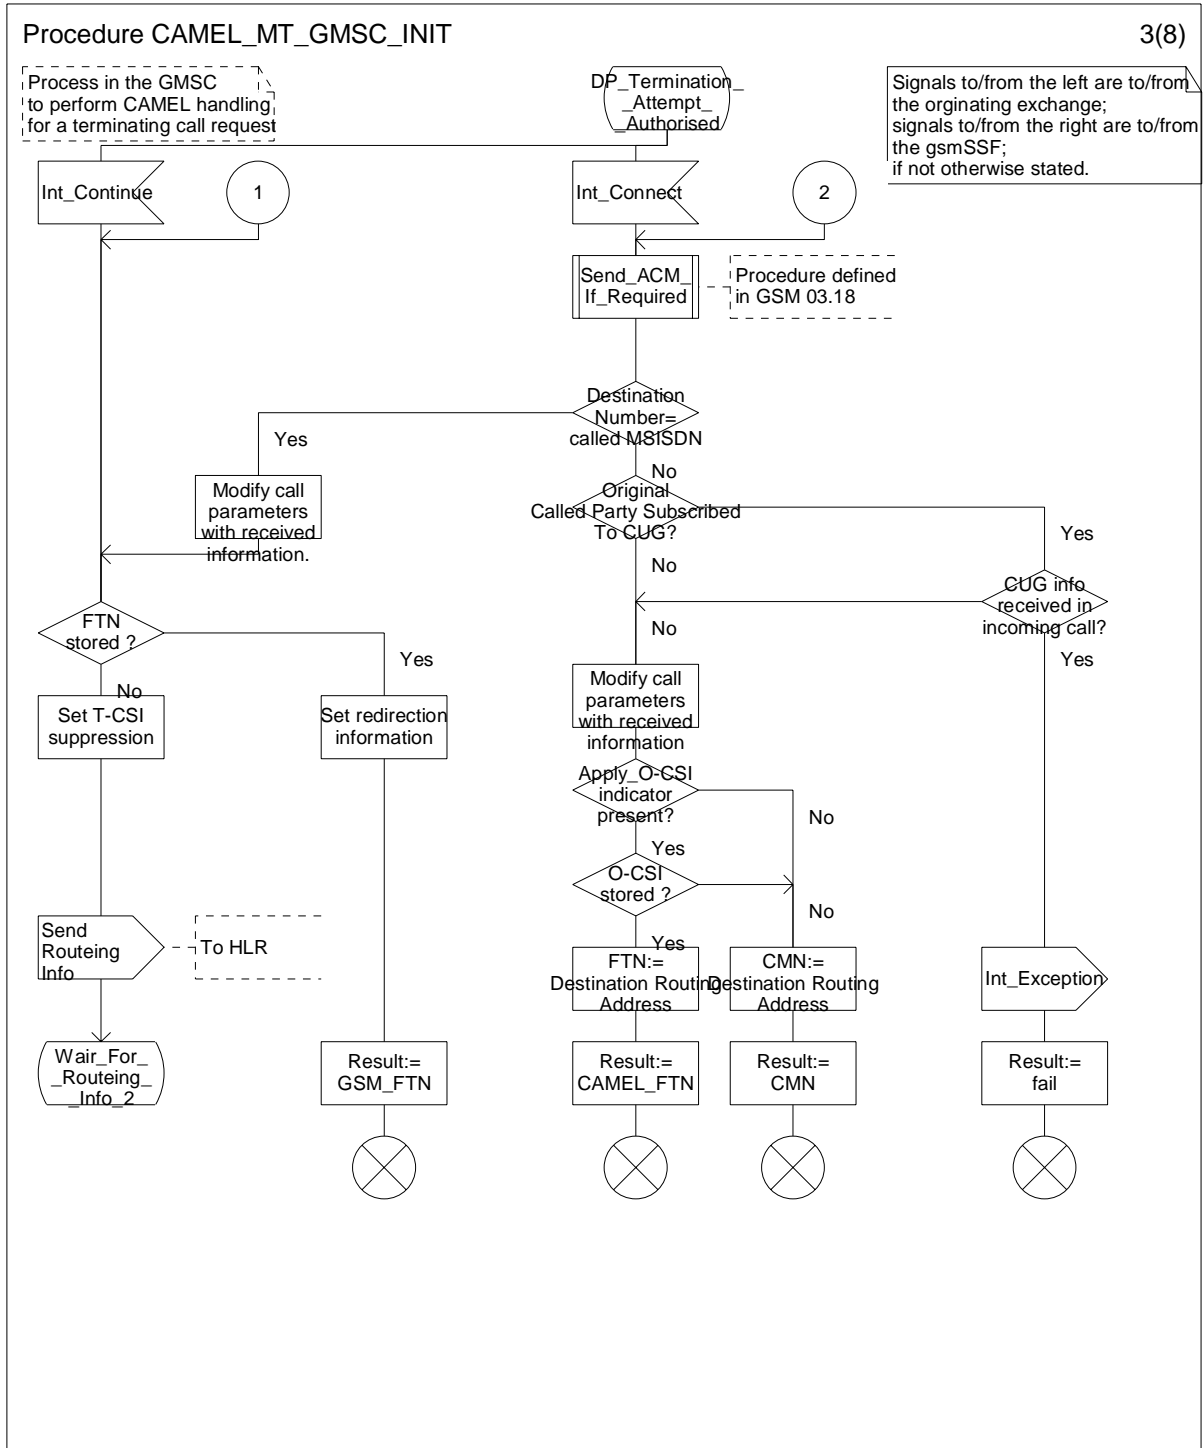 Procedure CAMEL_MT_GMSC_INIT
3(8)
Process in the GMSC
to perform CAMEL handling
for a terminating call request
DP_Termination_
_Attempt_
_Authorised
Signals to/from the left are to/from
the orginating exchange;
signals to/from the right are to/from
the gsmSSF;
if not otherwise stated.
Int_Continue
1
Int_Connect
2
Send_ACM_
If_Required
Procedure defined
in GSM 03.18
Destination
Number=
called MSISDN
Yes
No
Modify call
parameters
with received
information.
Original
Called Party Subscribed
To CUG?
Yes
No
CUG info
received in
incoming call?
No
Yes
FTN
stored ?
Yes
No
Set T-CSI
suppression
Set redirection
information
Modify call
parameters
with received
information
Apply_O-CSI
indicator
present?
No
Yes
O-CSI
stored ?
No
Yes
Send
Routeing
Info
To HLR
FTN:=
Destination Routing
Address
CMN:=
Destination Routing
Address
Int_Exception
Wair_For_
_Routeing_
_Info_2
Result:=
GSM_FTN
Result:=
CAMEL_FTN
Result:=
CMN
Result:=
fail